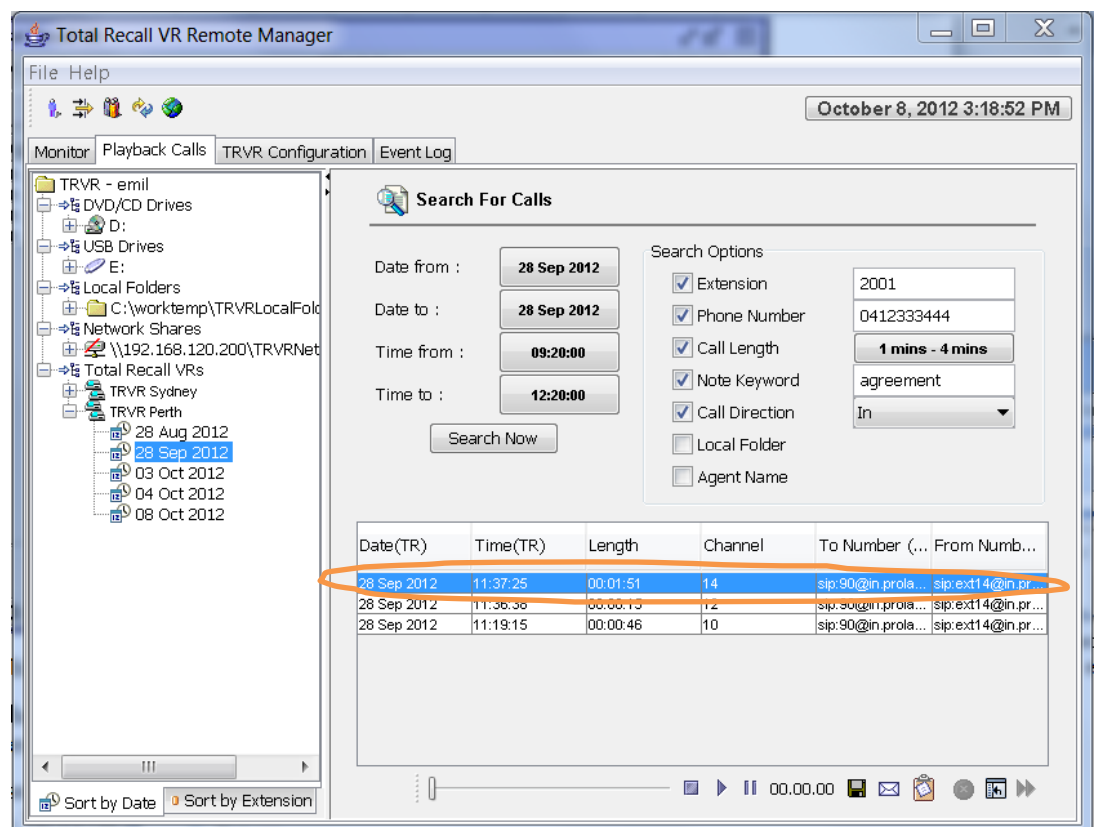 Total Recall VR Remote Manager
File Help
October 8, 2012 3:18:52 PM
Monitor Playback Calls TRVR Configuration Event Log
TRVR - emil
DVD/CD Drives
D:
USB Drives
E:
Local Folders
C:\worktemp\TRVRLocalFold
Network Shares
\\192.168.120.200\TRVRNet
Total Recall VRs
TRVR Sydney
TRVR Perth
28 Aug 2012
28 Sep 2012
03 Oct 2012
04 Oct 2012
08 Oct 2012
Sort by Date Sort by Extension
Search For Calls
Date from : 28 Sep 2012
Date to : 28 Sep 2012
Time from : 09:20:00
Time to : 12:20:00
Search Now
Search Options
Extension 2001
Phone Number 0412333444
Call Length 1 mins - 4 mins
Note Keyword agreement
Call Direction In
Local Folder
Agent Name
Date(TR) Time(TR) Length Channel To Number (... From Numb...
28 Sep 2012 11:37:25 00:01:51 14 sip:90@in.prola... sip:ext14@in.pr...
28 Sep 2012 11:36:38 00:00:15 12 sip:90@in.prola... sip:ext14@in.pr...
28 Sep 2012 11:19:15 00:00:46 10 sip:90@in.prola... sip:ext14@in.pr...
00.00.00